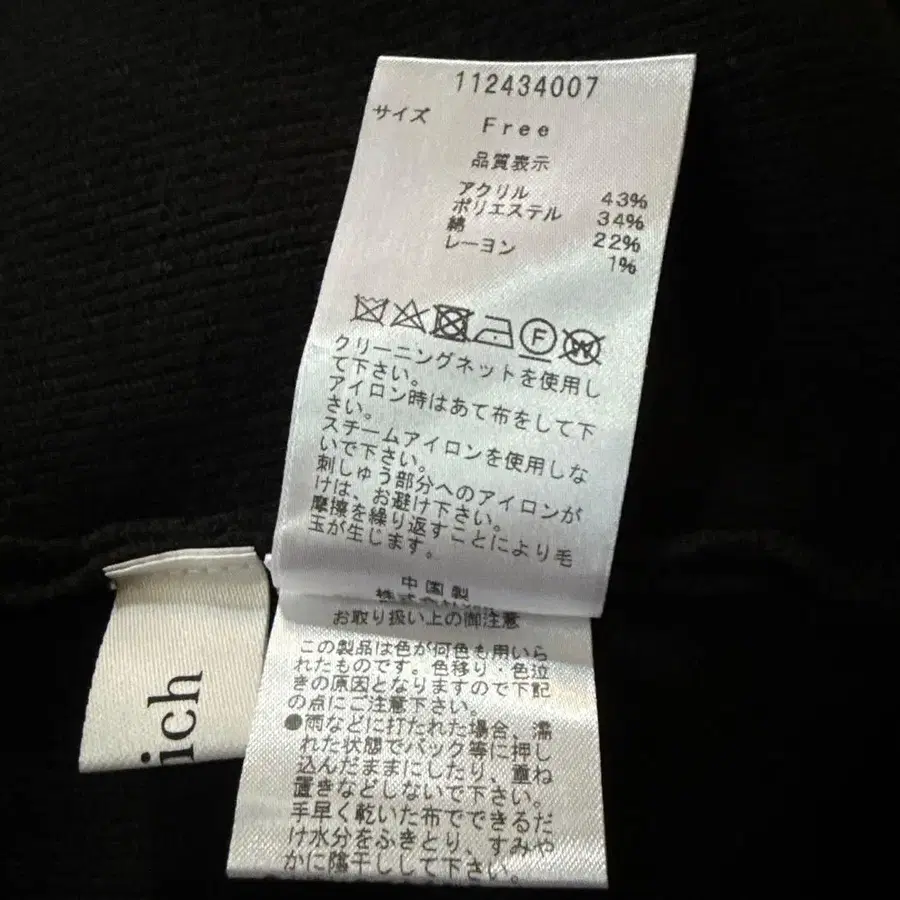 112434007
サイズ Free
品質表示
アクリル 43%
ポリエステル 34%
綿 22%
レーヨン 1%
F
W
クリーニングネットを使用し
て下さい。
アイロン時はあて布をして下
さい。
スチームアイロンを使用しな
いで下さい。
刺しゅう部分へのアイロンが
けは、お避け下さい。
摩擦を繰り返すことにより毛
玉が生じます。
中国製
株式会社
お取り扱い上の御注意
この製品は色が何色も用いら
れたものです。色移り・色泣
きの原因となりますので下記
の点にご注意下さい。
●雨などに打たれた場合、濡
れた状態でバック等に押し
込んだままにしたり、重ね
置きなどしないで下さい。
手早く乾いた布でできるだ
け水分をふきとり、すみや
かに陰干しして下さい。
ich